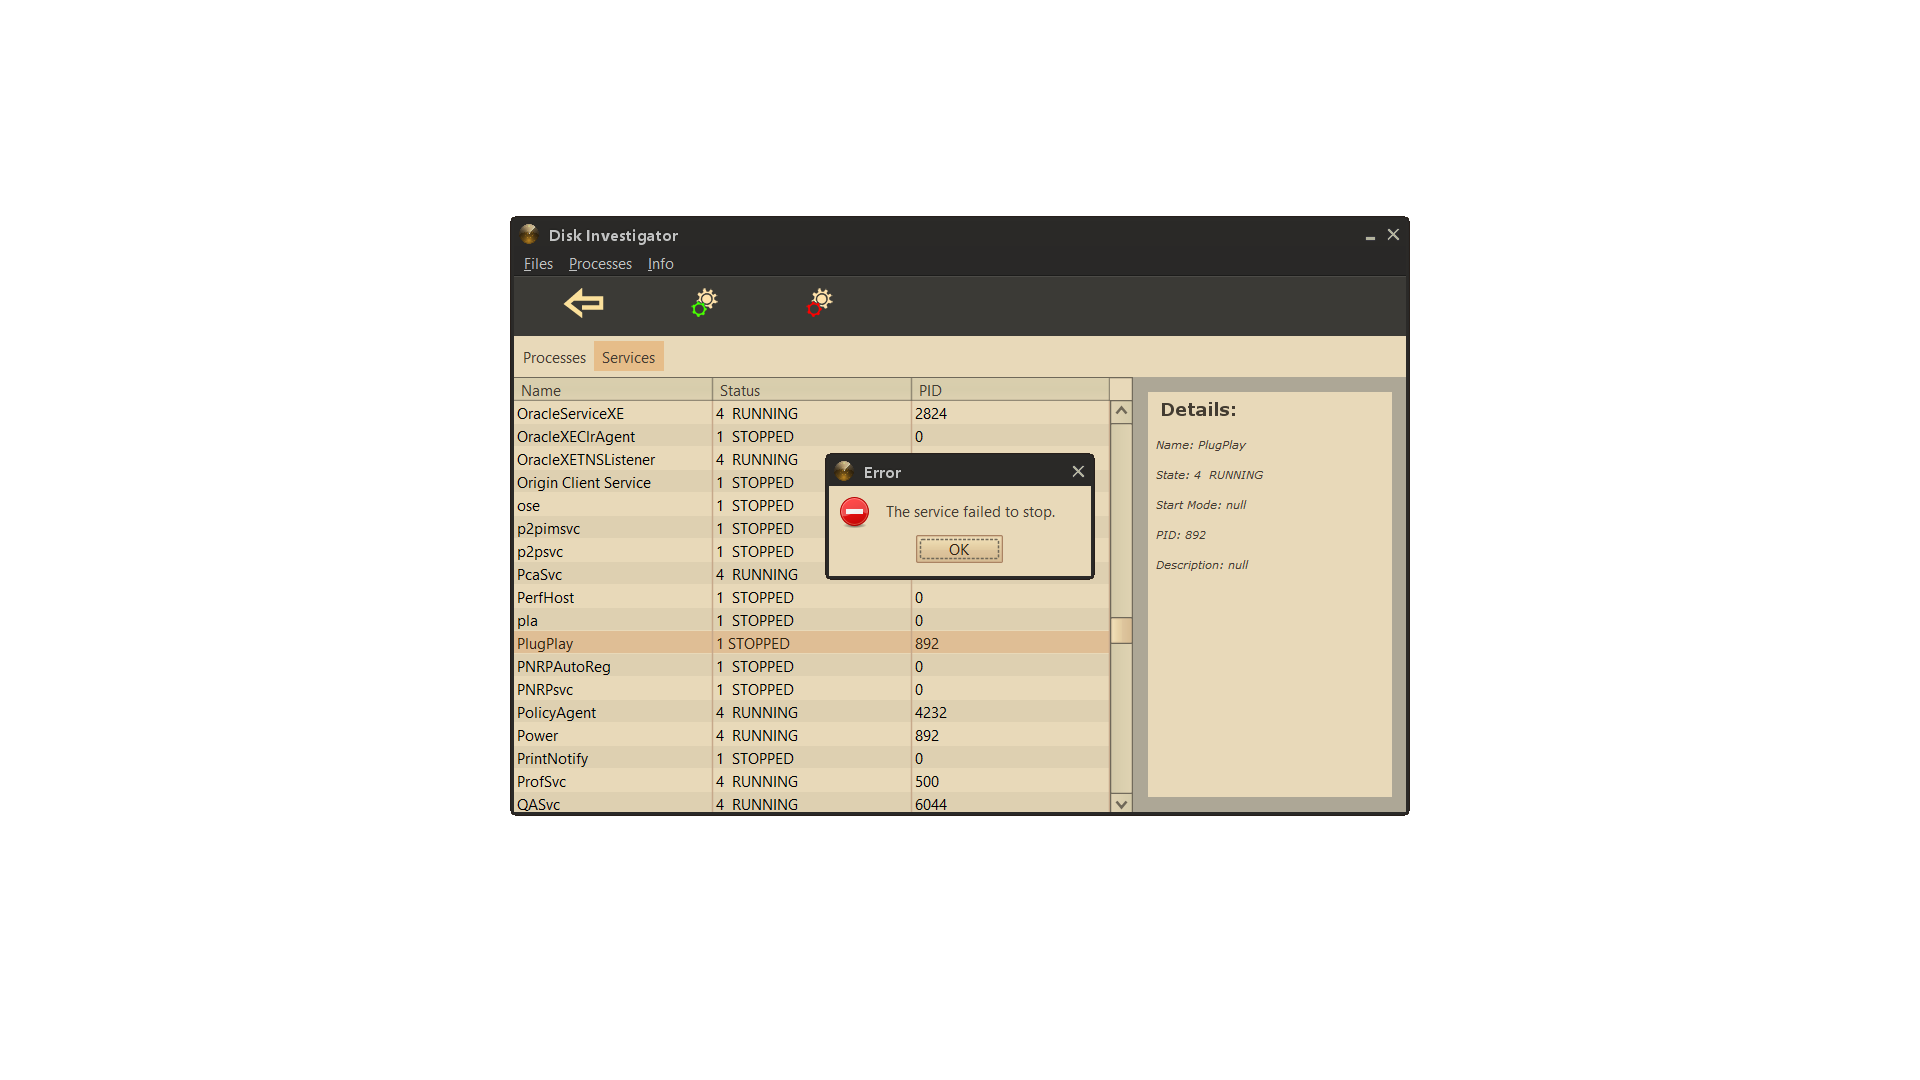 Disk Investigator
Files Processes Info
Processes Services
Name Status PID
OracleServiceXE 4 RUNNING 2824
OracleXEClrAgent 1 STOPPED 0
OracleXETNSListener 4 RUNNING
Origin Client Service 1 STOPPED
ose 1 STOPPED
p2pimsvc 1 STOPPED
p2psvc 1 STOPPED
PcaSvc 4 RUNNING
PerfHost 1 STOPPED 0
pla 1 STOPPED 0
PlugPlay 1 STOPPED 892
PNRPAutoReg 1 STOPPED 0
PNRPsvc 1 STOPPED 0
PolicyAgent 4 RUNNING 4232
Power 4 RUNNING 892
PrintNotify 1 STOPPED 0
ProfSvc 4 RUNNING 500
QASvc 4 RUNNING 6044
Error
The service failed to stop.
OK
Details:
Name: PlugPlay
State: 4 RUNNING
Start Mode: null
PID: 892
Description: null